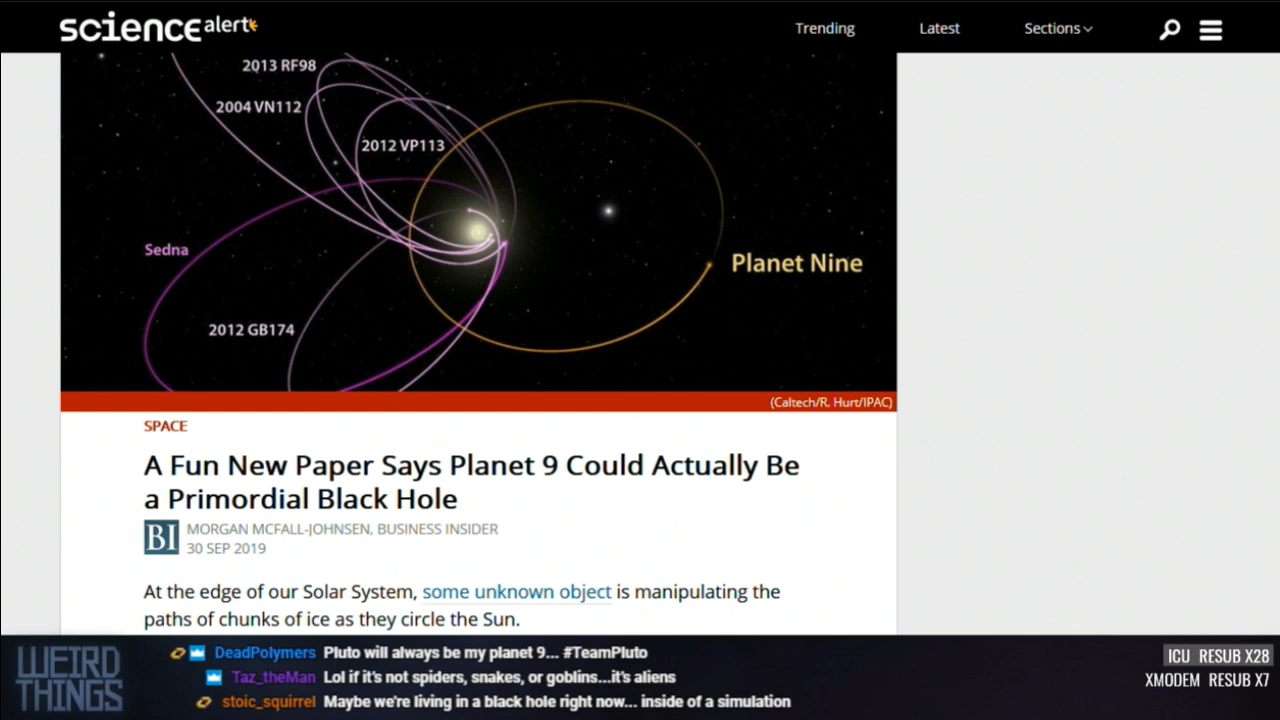 sciencealert
Trending
Latest
Sections
2013 RF98
2004 VN112
2012 VP113
Sedna
Planet Nine
2012 GB174
(Caltech/R. Hurt/IPAC)
SPACE
A Fun New Paper Says Planet 9 Could Actually Be
a Primordial Black Hole
BI
MORGAN MCFALL-JOHNSEN, BUSINESS INSIDER
30 SEP 2019
At the edge of our Solar System, some unknown object is manipulating the
paths of chunks of ice as they circle the Sun.
WEIRD
THINGS
DeadPolymers Pluto will always be my planet 9... #TeamPluto
Taz_theMan Lol if it's not spiders, snakes, or goblins...it's aliens
stoic_squirrel Maybe we're living in a black hole right now... inside of a simulation
ICU RESUB X28
XMODEM RESUB X7